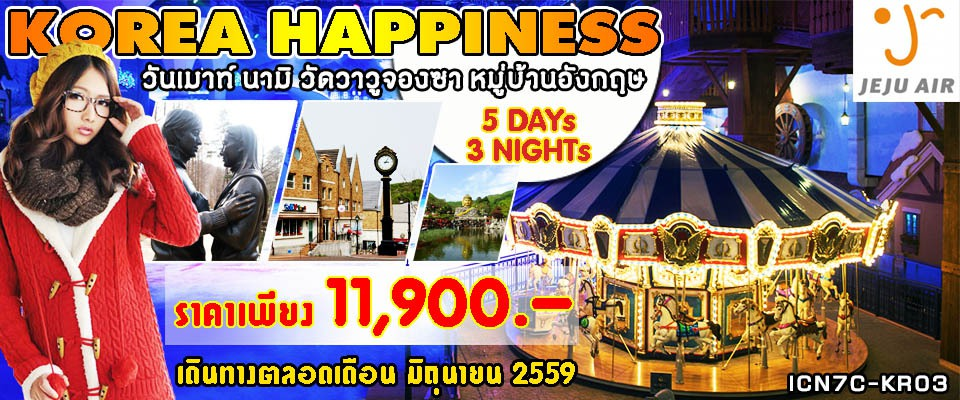 KOREA HAPPINESS
วันเมาท์ นามิ วัดวาวูจองซา หมู่บ้านอังกฤษ
5 DAYs
3 NIGHTs
JEJU AIR
ราคาเพียง 11,900.-
เดินทางตลอดเดือน มิถุนายน 2559
ICN7C-KR03